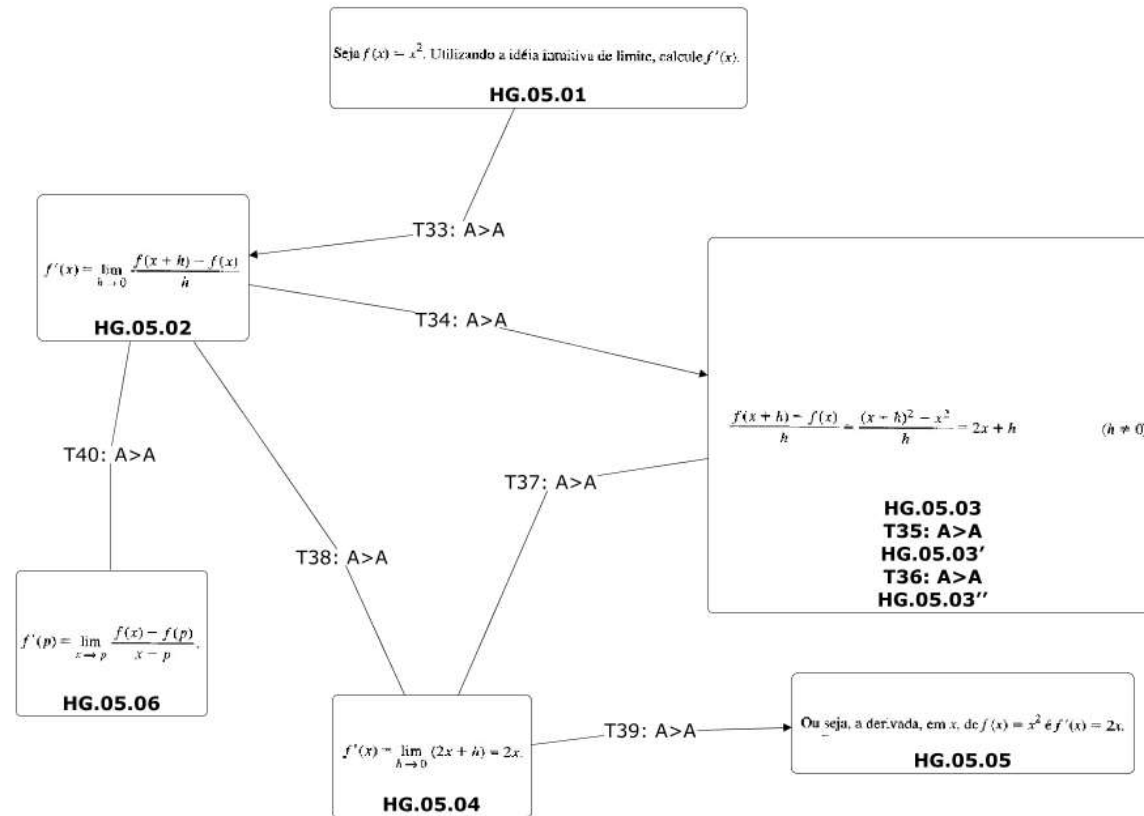 Seja f(x) = x². Utilizando a idéia intuitiva de limite, calcule f'(x).
HG.05.01
T33: A>A
f'(x) = lim h→0 f(x + h) − f(x) / h
HG.05.02
T34: A>A
f(x + h) − f(x) / h = (x + h)² − x² / h = 2x + h (h ≠ 0)
HG.05.03
T35: A>A
HG.05.03'
T36: A>A
HG.05.03''
T40: A>A
T37: A>A
T38: A>A
f'(p) = lim x→p f(x) − f(p) / x − p .
HG.05.06
f'(x) = lim h→0 (2x + h) = 2x.
HG.05.04
T39: A>A
Ou seja, a derivada, em x, de f(x) = x² é f'(x) = 2x.
HG.05.05